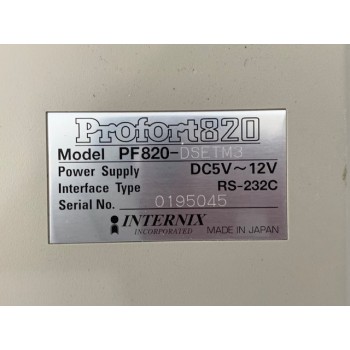 Profort820
Model PF820-DSETM3
Power Supply DC5V～12V
Interface Type RS-232C
Serial No. 0195045
INTERNIX
INCORPORATED
MADE IN JAPAN